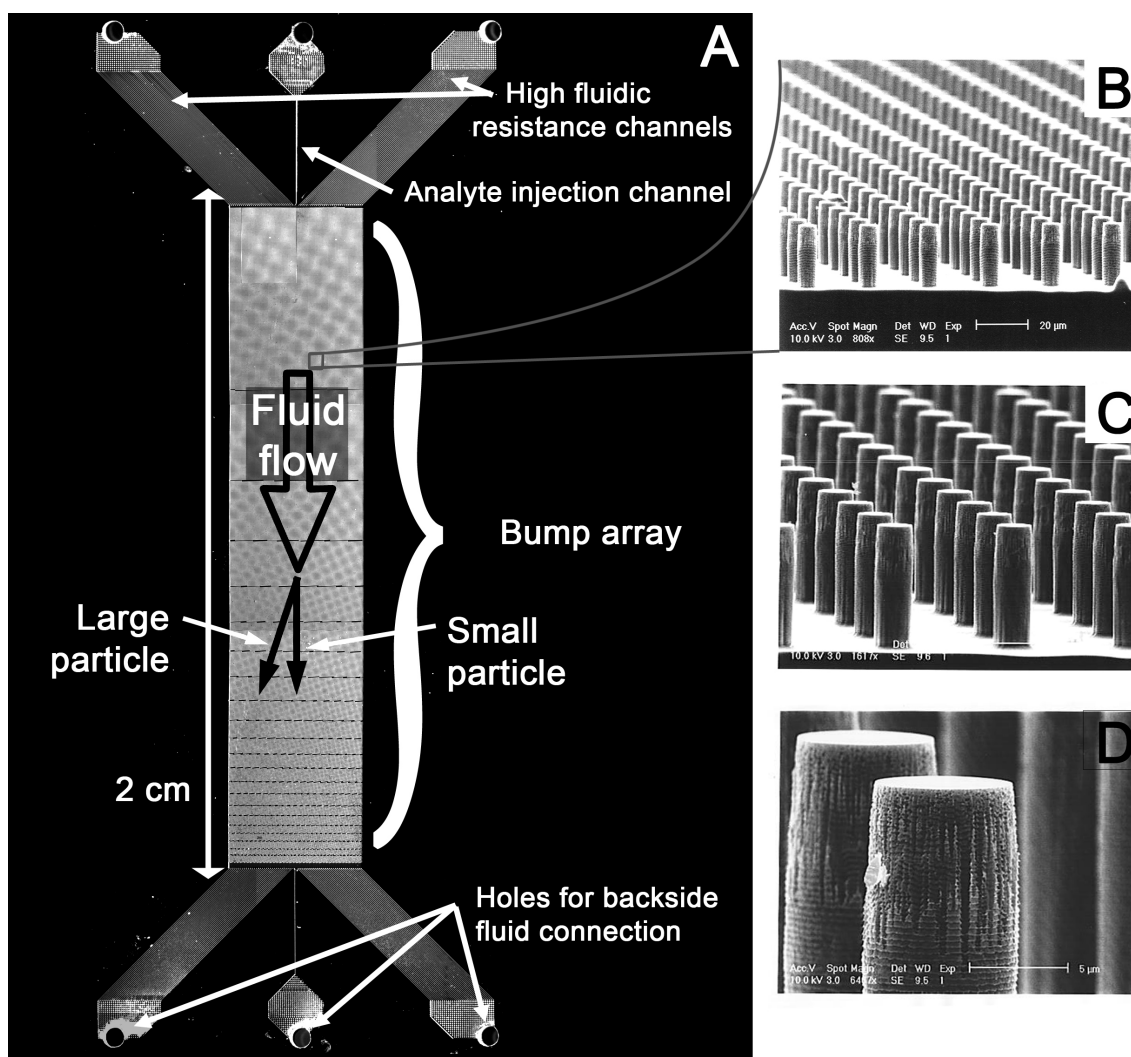 A
High fluidic
resistance channels
Analyte injection channel
Fluid
flow
Bump array
Large
particle
Small
particle
2 cm
Holes for backside
fluid connection
B
Acc.V Spot Magn Det WD Exp
10.0 kV 3.0 808x SE 9.5 1 20 µm
C
Det
10.0 kV 3.0 1617x SE 9.6 1
D
Acc.V Spot Magn Det WD Exp
10.0 kV 3.0 6467x SE 9.5 1 5 µm